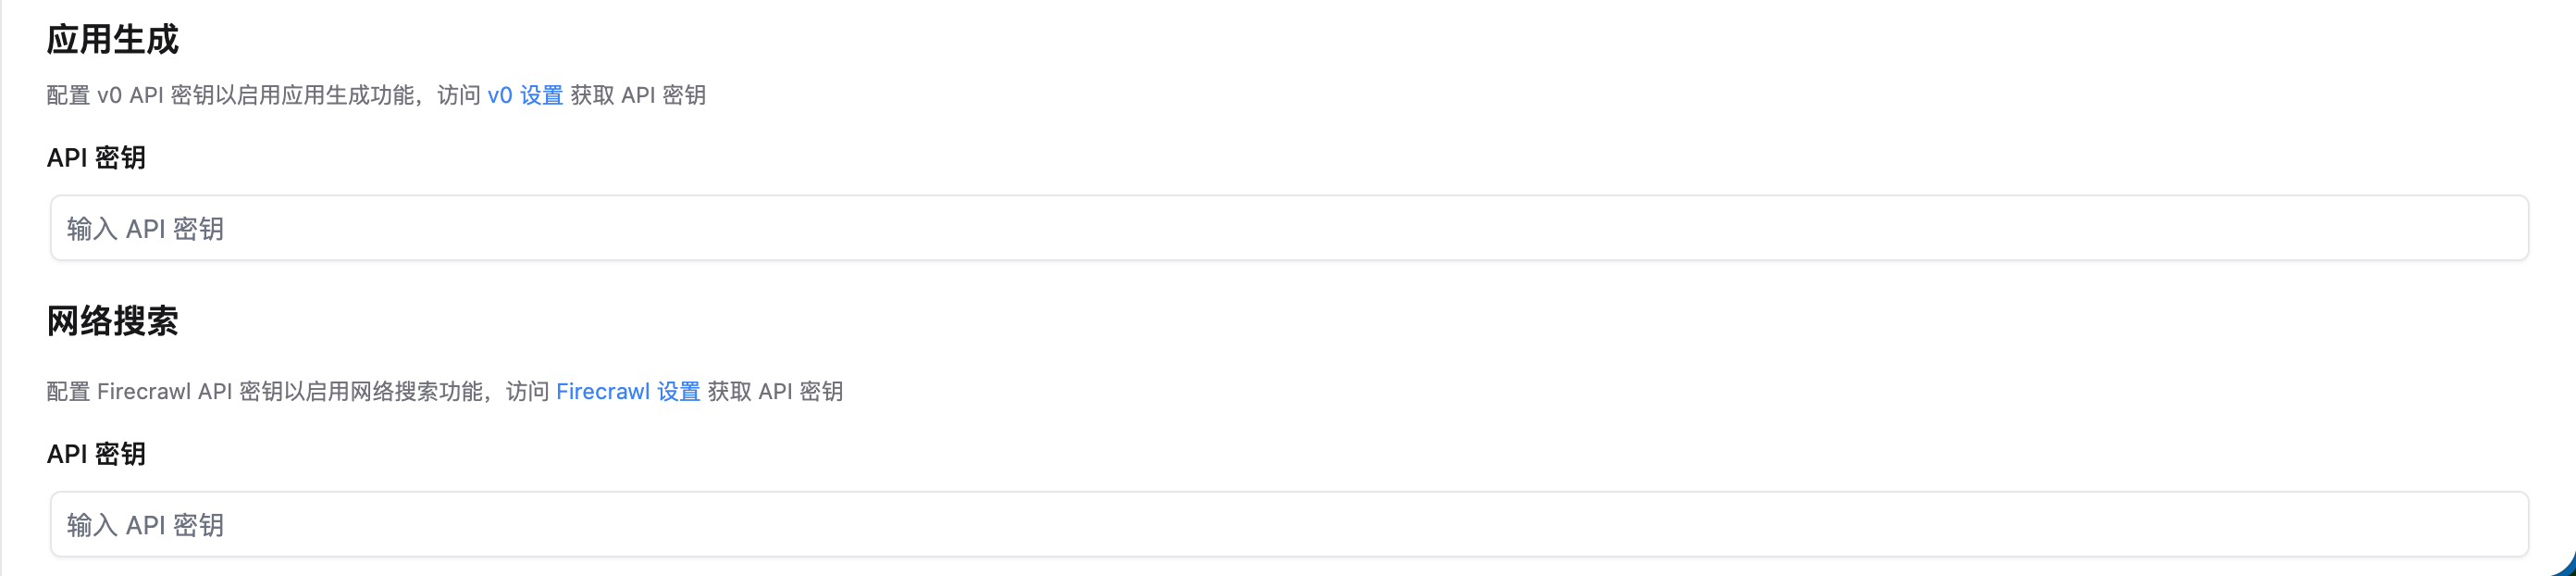 应用生成
配置 v0 API 密钥以启用应用生成功能，访问 v0 设置 获取 API 密钥
API 密钥
输入 API 密钥
网络搜索
配置 Firecrawl API 密钥以启用网络搜索功能，访问 Firecrawl 设置 获取 API 密钥
API 密钥
输入 API 密钥